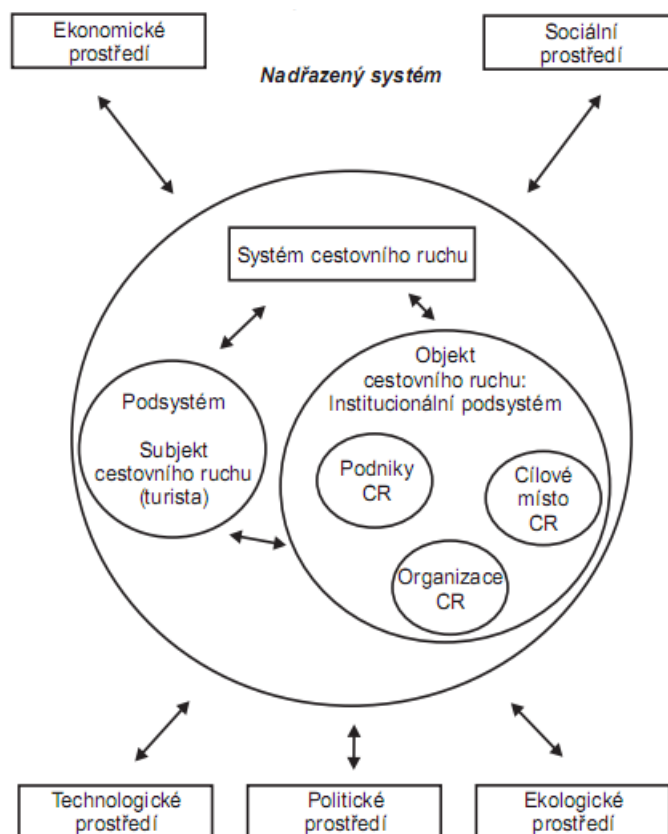 Ekonomické
prostředí
Sociální
prostředí
Nadřazený systém
Systém cestovního ruchu
Podsystém
Subjekt
cestovního ruchu
(turista)
Objekt
cestovního ruchu:
Institucionální podsystém
Podniky
CR
Cílové
místo
CR
Organizace
CR
Technologické
prostředí
Politické
prostředí
Ekologické
prostředí